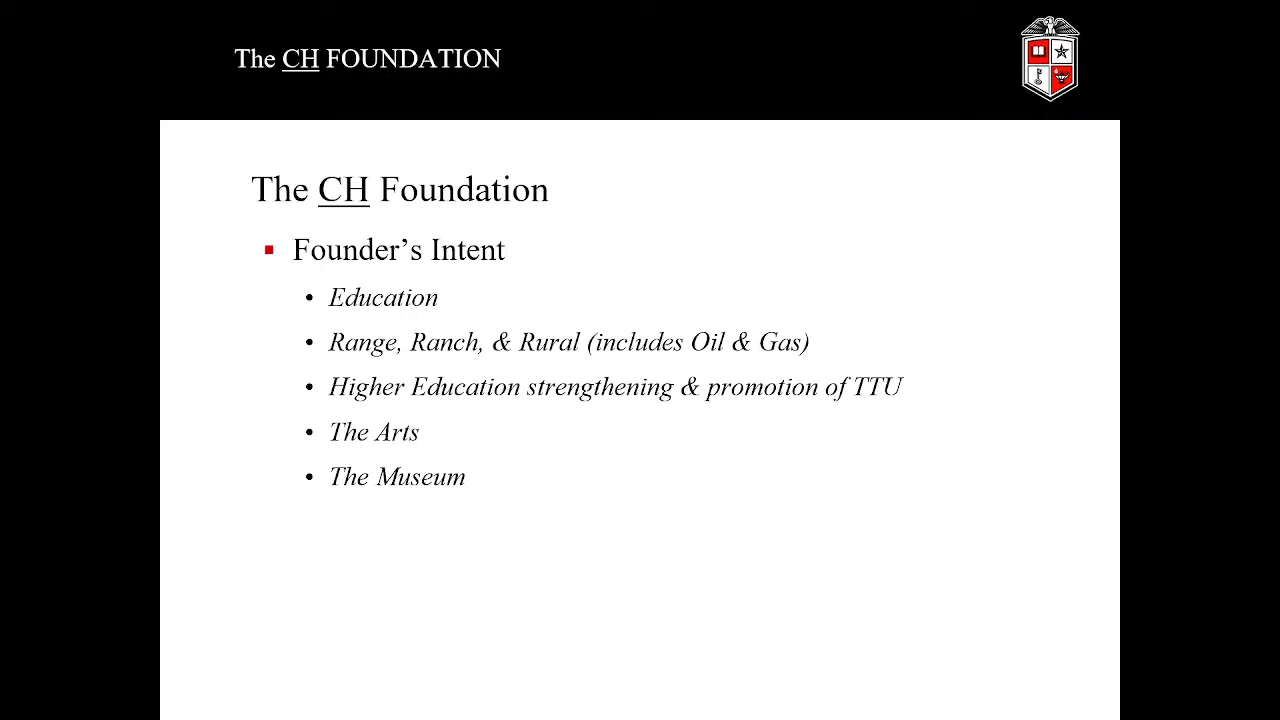 The CH FOUNDATION
The CH Foundation
▪ Founder’s Intent
• Education
• Range, Ranch, & Rural (includes Oil & Gas)
• Higher Education strengthening & promotion of TTU
• The Arts
• The Museum